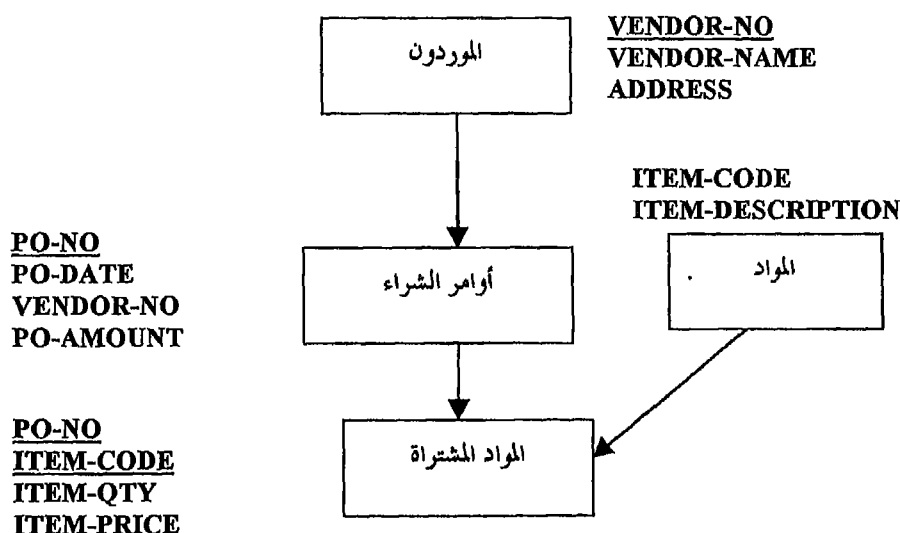 الموردون
VENDOR-NO
VENDOR-NAME
ADDRESS
ITEM-CODE
ITEM-DESCRIPTION
المواد
PO-NO
PO-DATE
VENDOR-NO
PO-AMOUNT
أوامر الشراء
PO-NO
ITEM-CODE
ITEM-QTY
ITEM-PRICE
المواد المشتراة